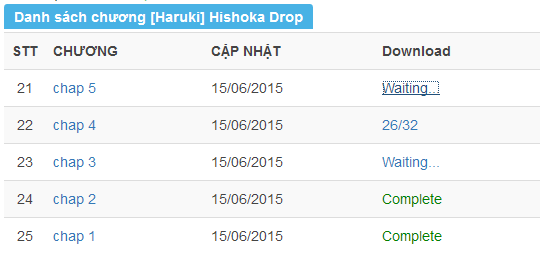 Danh sách chương [Haruki] Hishoka Drop
STT CHƯƠNG CẬP NHẬT Download
21 chap 5 15/06/2015 Waiting...
22 chap 4 15/06/2015 26/32
23 chap 3 15/06/2015 Waiting...
24 chap 2 15/06/2015 Complete
25 chap 1 15/06/2015 Complete